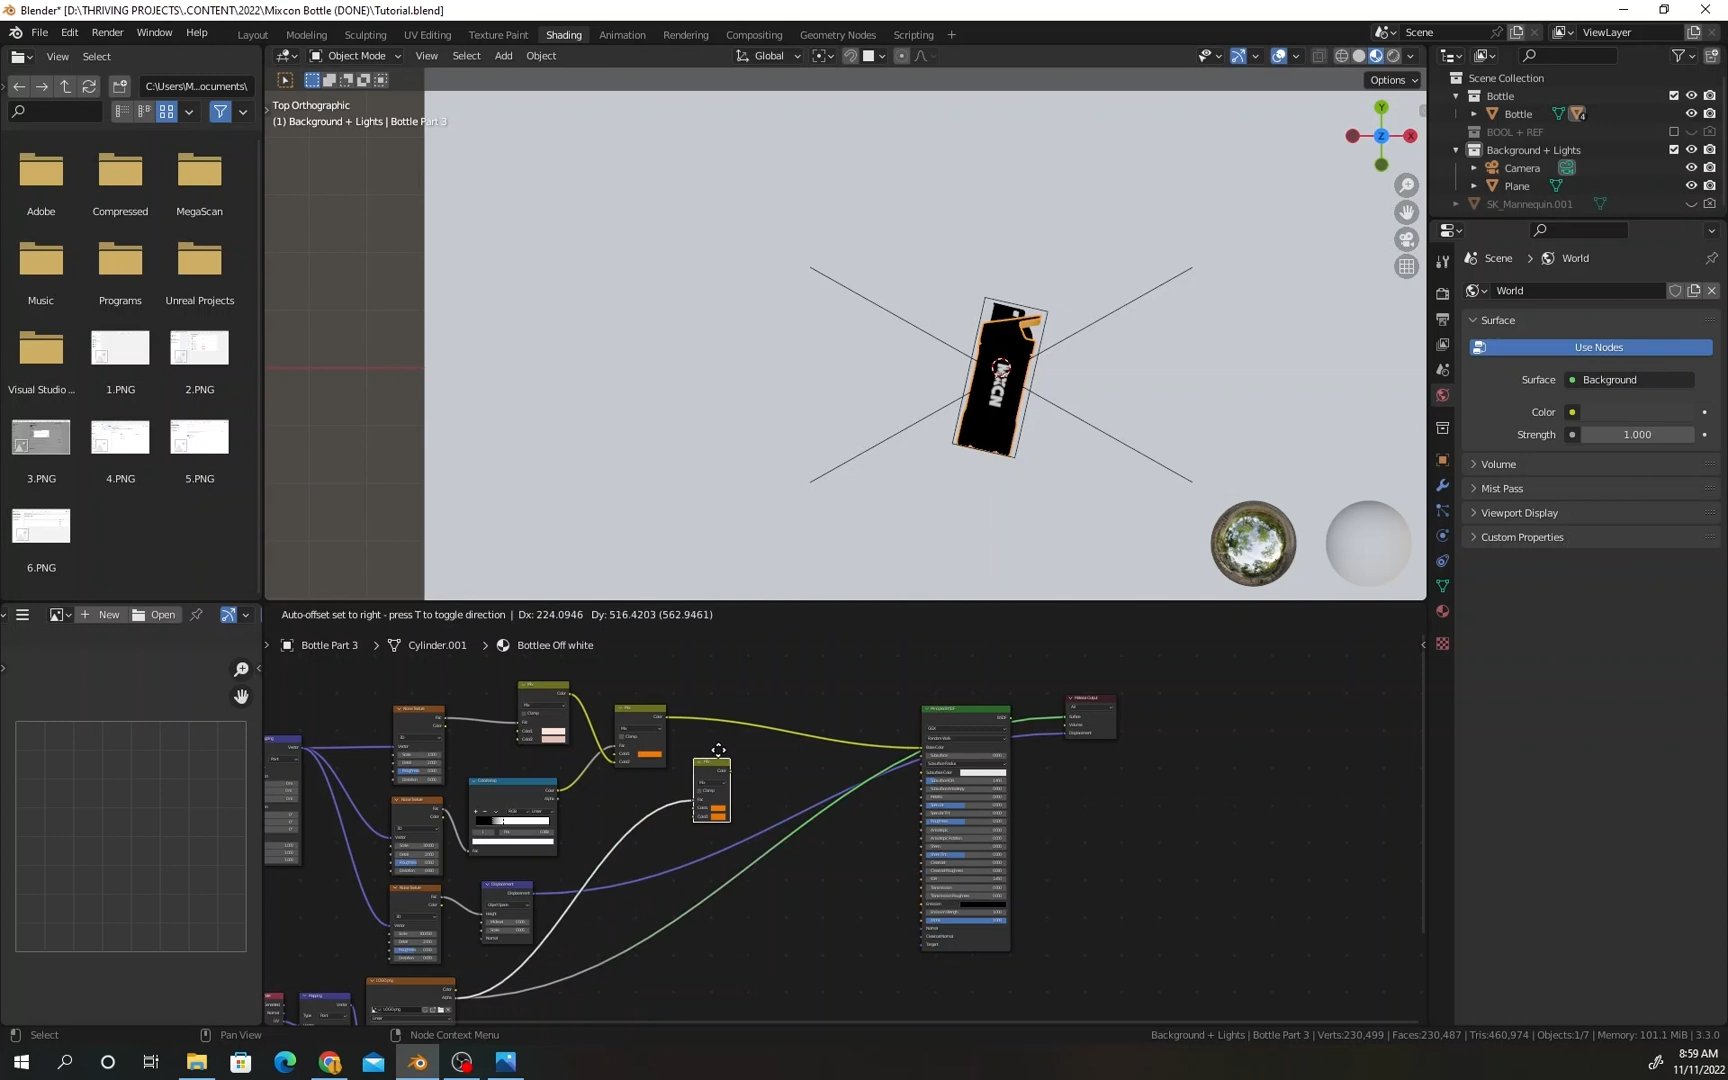 Blender* [D:\THRIVING PROJECTS\.CONTENT\2022\Mixcon Bottle (DONE)\Tutorial.blend]
File Edit Render Window Help
Layout Modeling Sculpting UV Editing Texture Paint Shading Animation Rendering Compositing Geometry Nodes Scripting +
Scene
ViewLayer
View Select
Object Mode View Select Add Object
Global
C:\Users\M...ocuments\
Options
Top Orthographic
(1) Background + Lights | Bottle Part 3
Y
X
Z
MXCN
Adobe
Compressed
MegaScan
Music
Programs
Unreal Projects
Visual Studio ...
1.PNG
2.PNG
3.PNG
4.PNG
5.PNG
6.PNG
Scene Collection
Bottle
Bottle
4
BOOL + REF
Background + Lights
Camera
Plane
SK_Mannequin.001
Scene > World
World
Surface
Use Nodes
Surface Background
Color
Strength 1.000
Volume
Mist Pass
Viewport Display
Custom Properties
+ New Open
Auto-offset set to right - press T to toggle direction | Dx: 224.0946 Dy: 516.4203 (562.9461)
Bottle Part 3 > Cylinder.001 > Bottlee Off white
Select
Pan View
Node Context Menu
Background + Lights | Bottle Part 3 | Verts:230,499 | Faces:230,487 | Tris:460,974 | Objects:1/7 | Memory: 101.1 MiB | 3.3.0
8:59 AM
11/11/2022